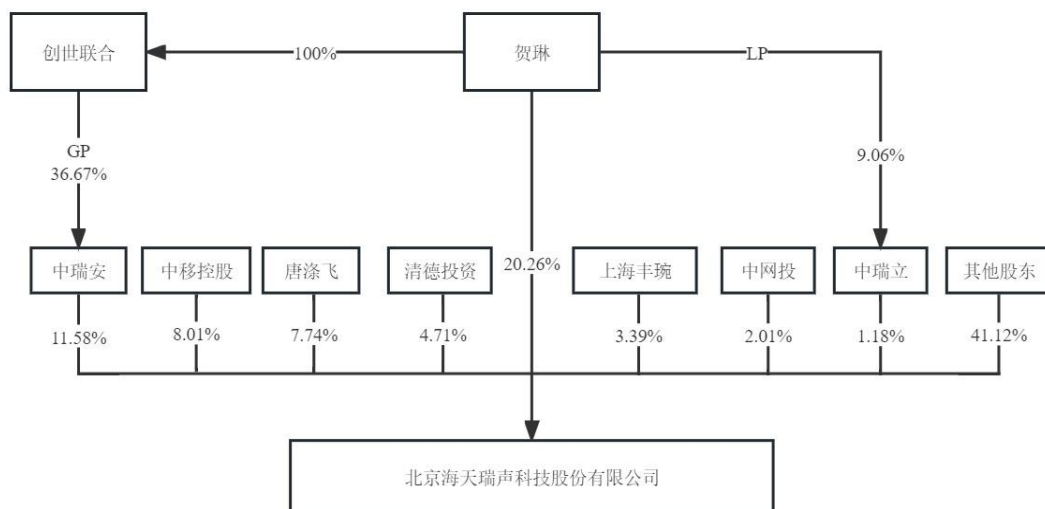 创世联合
100%
贺琳
LP
GP
36.67%
9.06%
中瑞安
中移控股
唐涤飞
清德投资
20.26%
上海丰琬
中网投
中瑞立
其他股东
11.58%
8.01%
7.74%
4.71%
3.39%
2.01%
1.18%
41.12%
北京海天瑞声科技股份有限公司